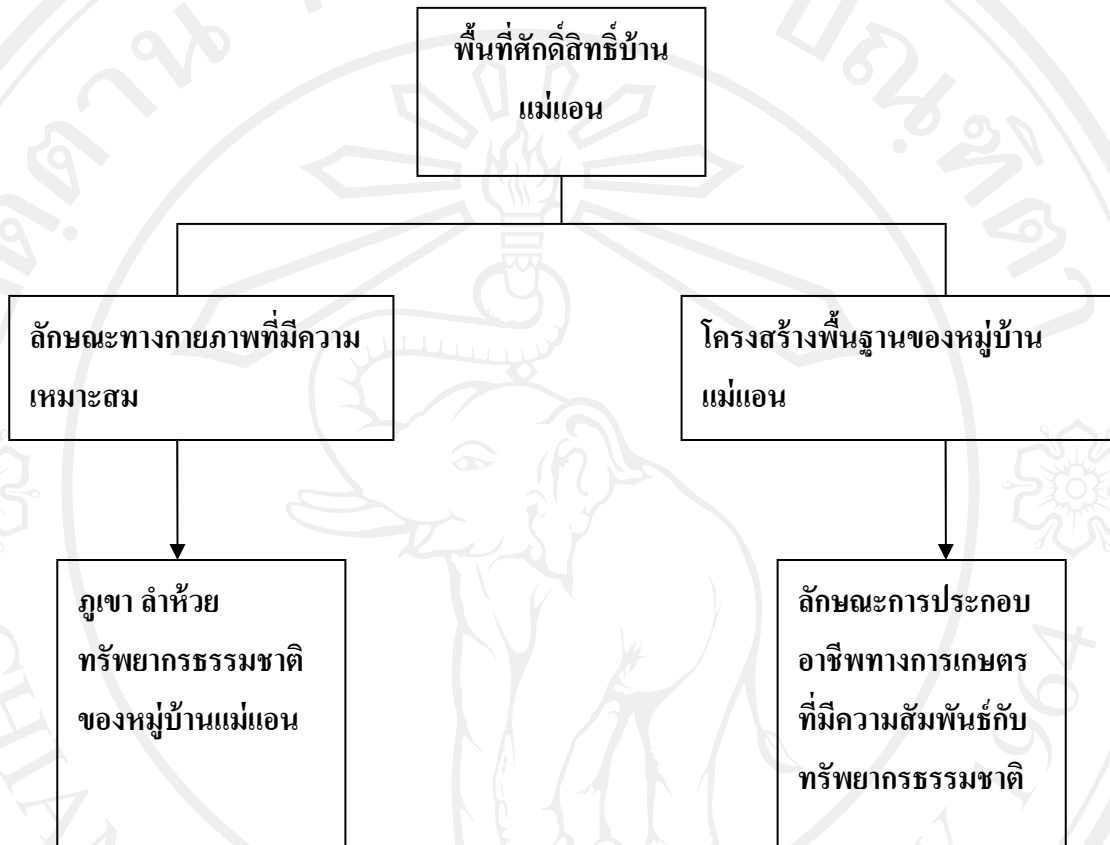 พื้นที่ศักดิ์สิทธิ์บ้าน
แม่แอน
ลักษณะทางกายภาพที่มีความ
เหมาะสม
โครงสร้างพื้นฐานของหมู่บ้าน
แม่แอน
ภูเขา ลำห้วย
ทรัพยากรธรรมชาติ
ของหมู่บ้านแม่แอน
ลักษณะการประกอบ
อาชีพทางการเกษตร
ที่มีความสัมพันธ์กับ
ทรัพยากรธรรมชาติ
1964